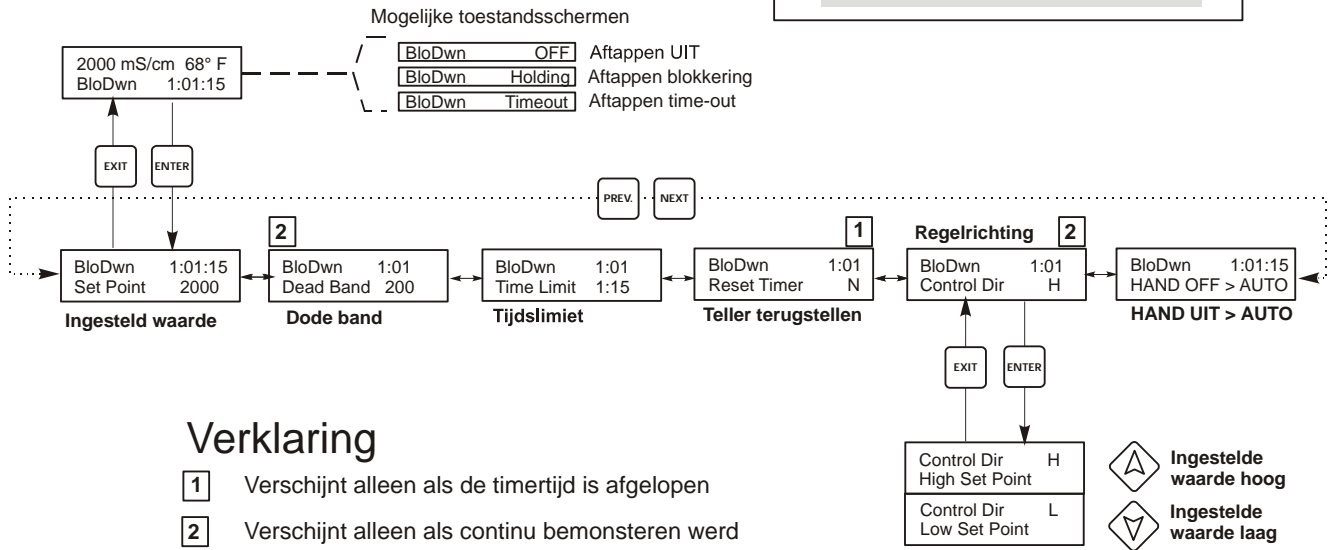 Mogelijke toestandsschermen
2000 mS/cm 68° F
BloDwn 1:01:15
BloDwn OFF Aftappen UIT
BloDwn Holding Aftappen blokkering
BloDwn Timeout Aftappen time-out
EXIT ENTER
PREV. NEXT
2
1
Regelrichting 2
BloDwn 1:01:15
Set Point 2000
Ingesteld waarde
BloDwn 1:01
Dead Band 200
Dode band
BloDwn 1:01
Time Limit 1:15
Tijdslimiet
BloDwn 1:01
Reset Timer N
Teller terugstellen
BloDwn 1:01
Control Dir H
BloDwn 1:01:15
HAND OFF > AUTO
HAND UIT > AUTO
EXIT ENTER
Control Dir H
High Set Point
Control Dir L
Low Set Point
Ingestelde
waarde hoog
Ingestelde
waarde laag
Verklaring
1 Verschijnt alleen als de timertijd is afgelopen
2 Verschijnt alleen als continu bemonsteren werd